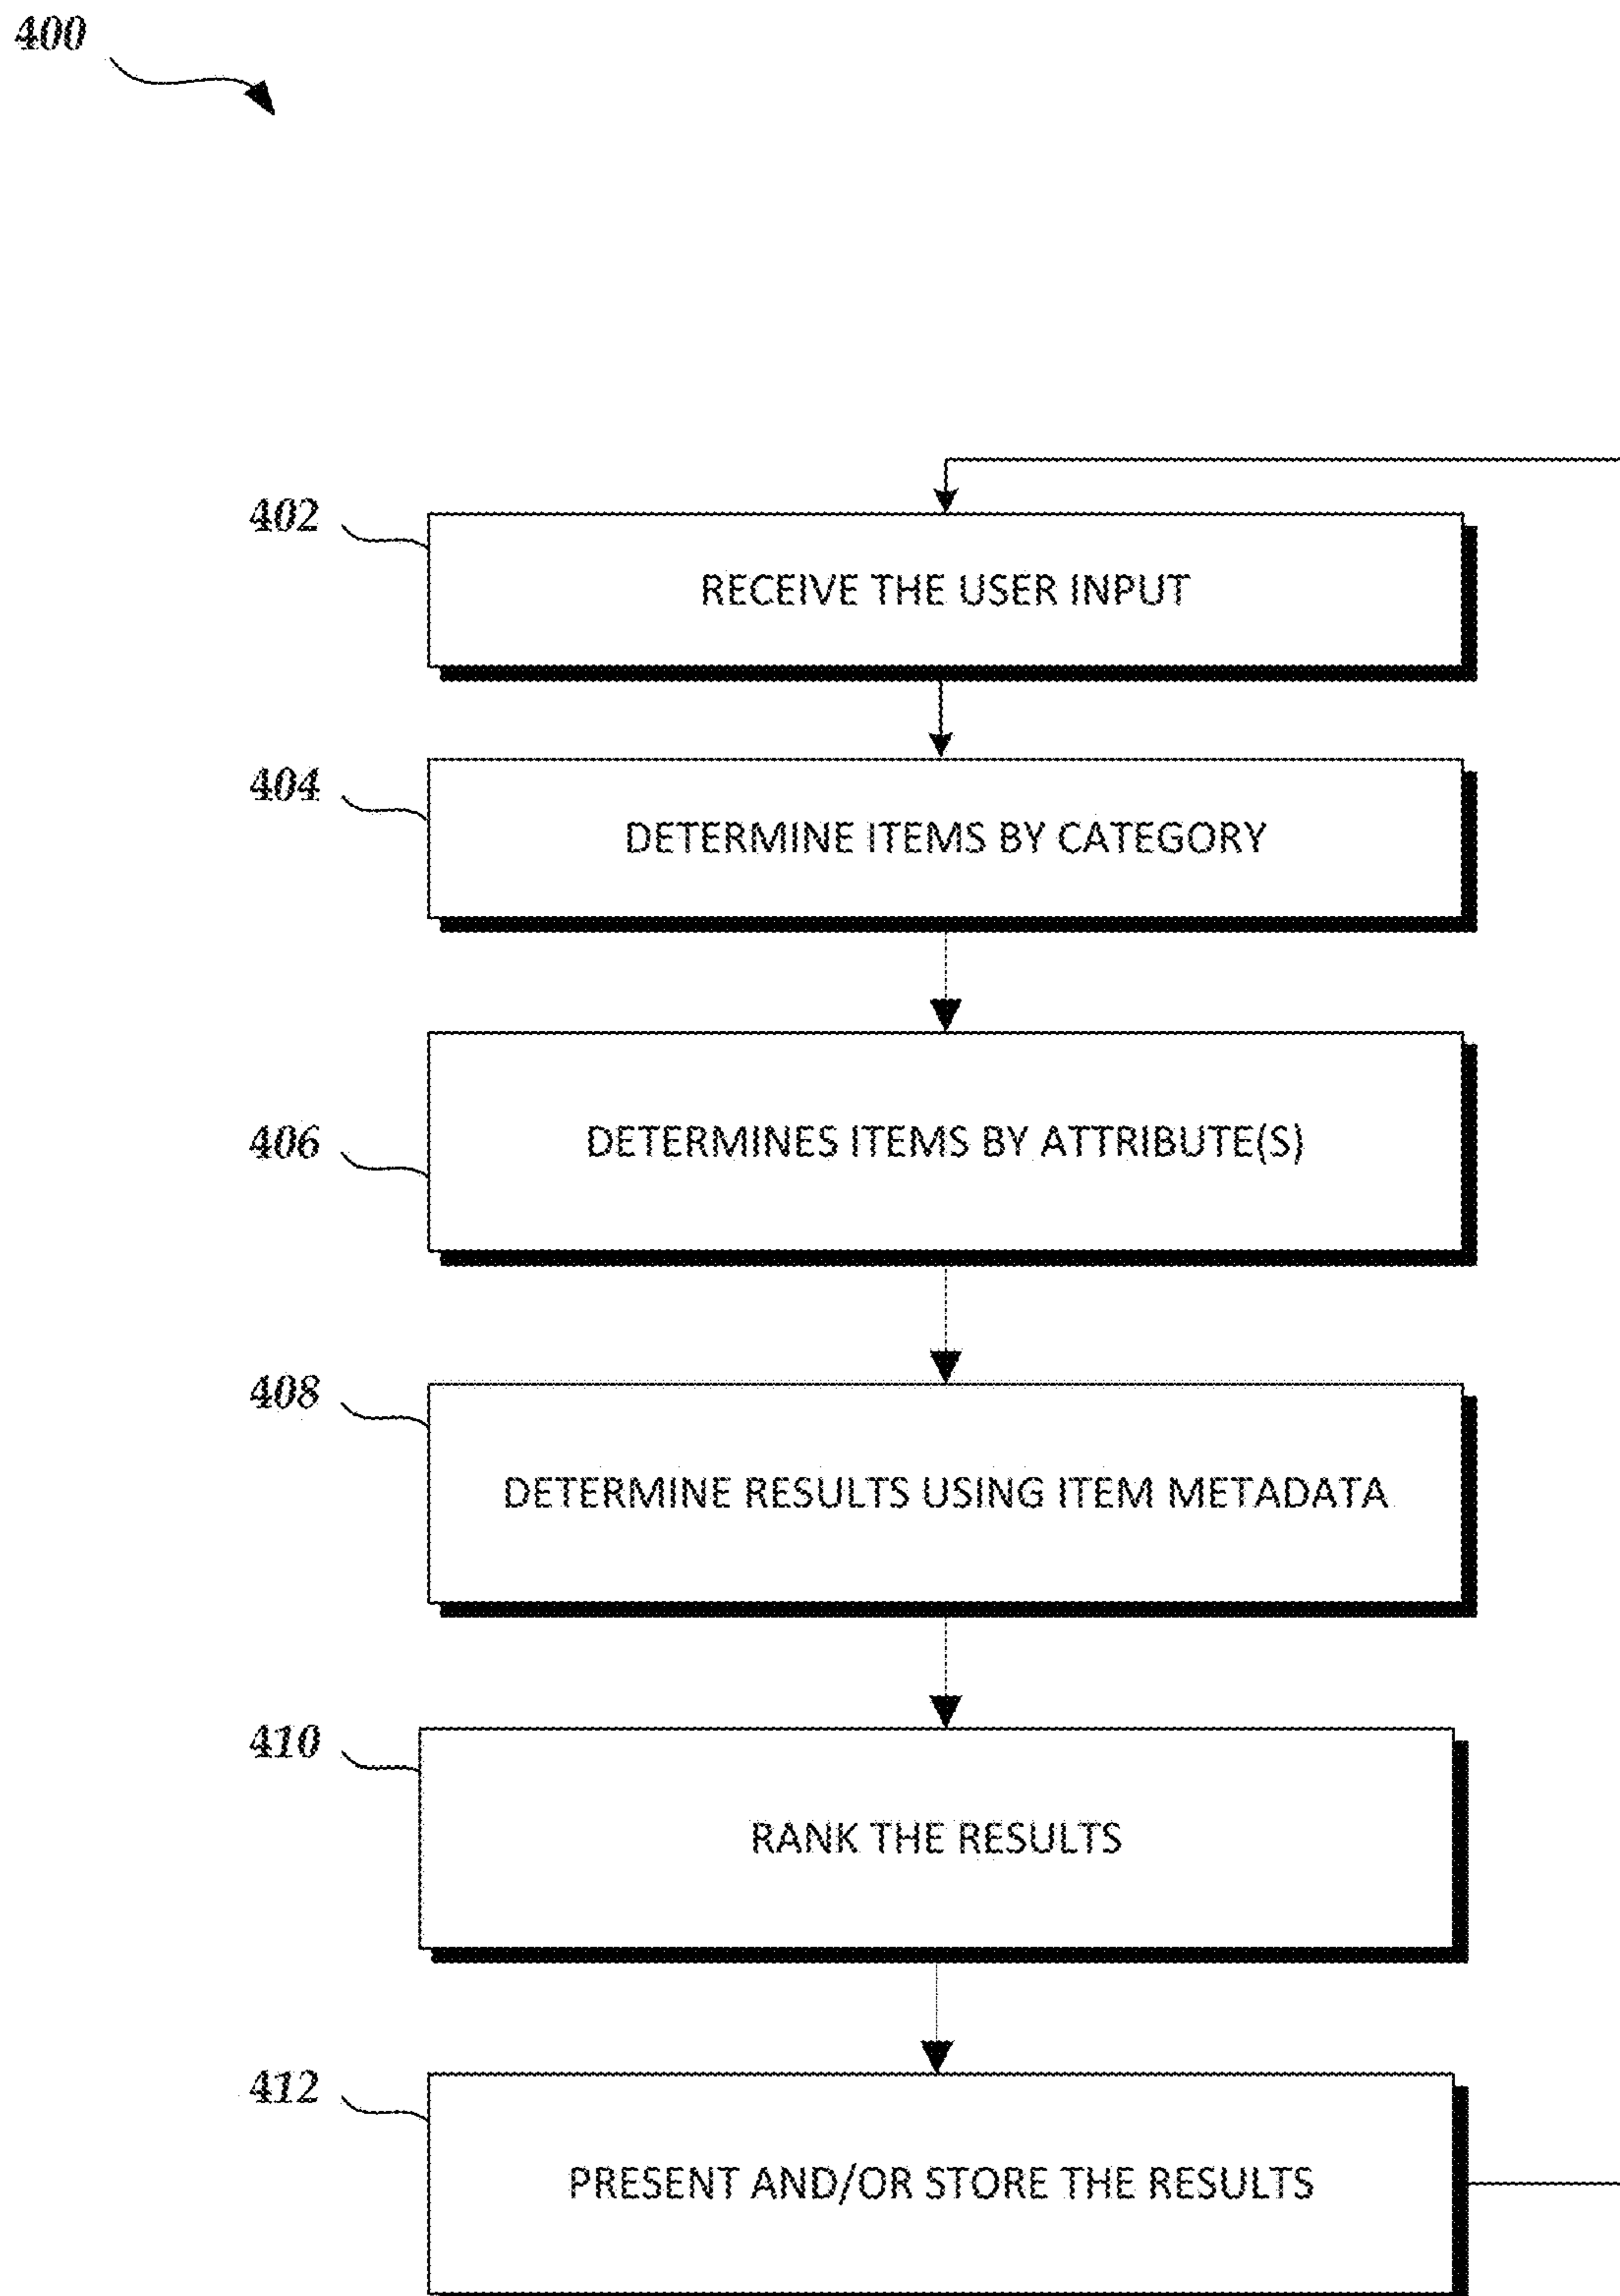 400
402
RECEIVE THE USER INPUT
404
DETERMINE ITEMS BY CATEGORY
406
DETERMINES ITEMS BY ATTRIBUTE(S)
408
DETERMINE RESULTS USING ITEM METADATA
410
RANK THE RESULTS
412
PRESENT AND/OR STORE THE RESULTS